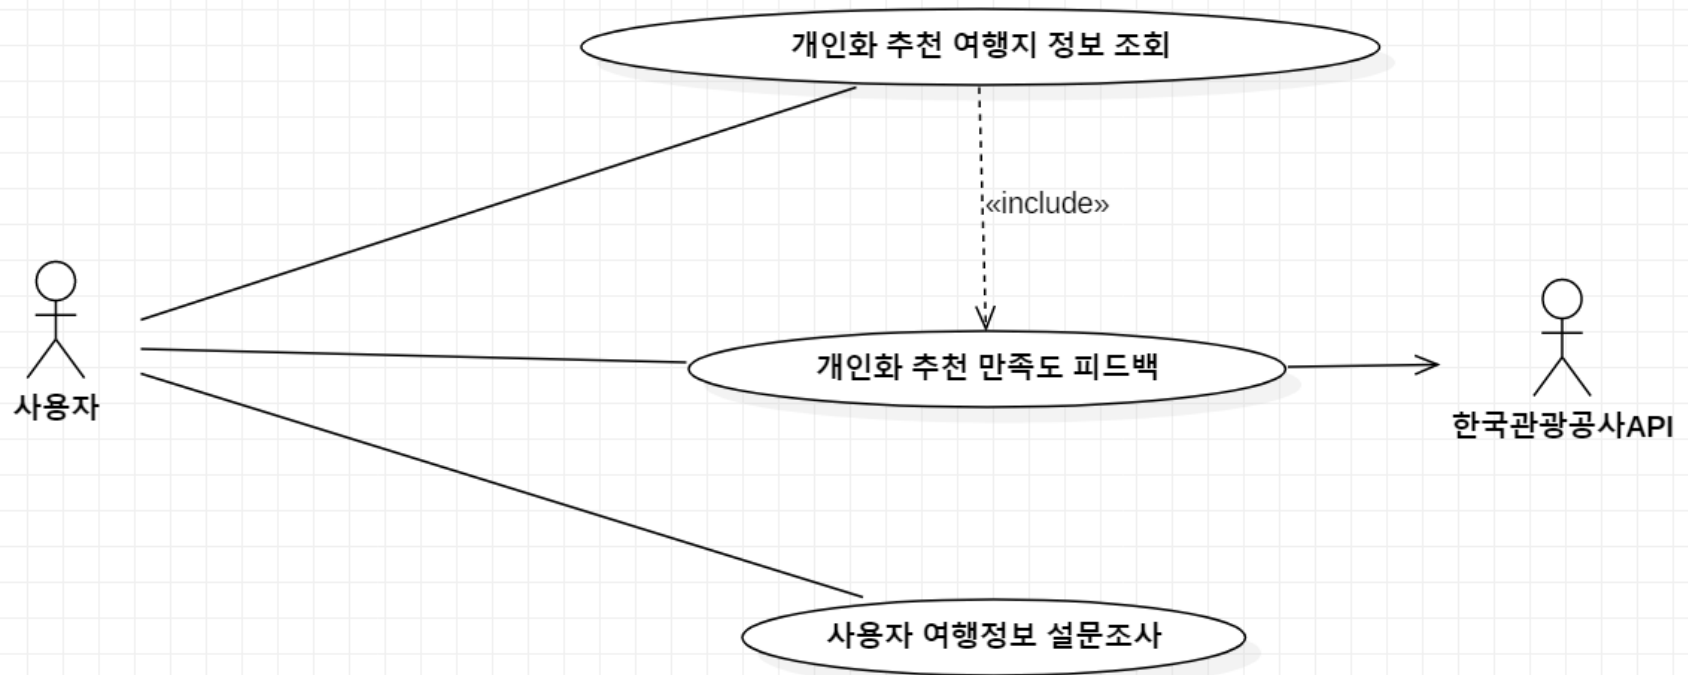 개인화 추천 여행지 정보 조회
«include»
개인화 추천 만족도 피드백
사용자
한국관광공사API
사용자 여행정보 설문조사